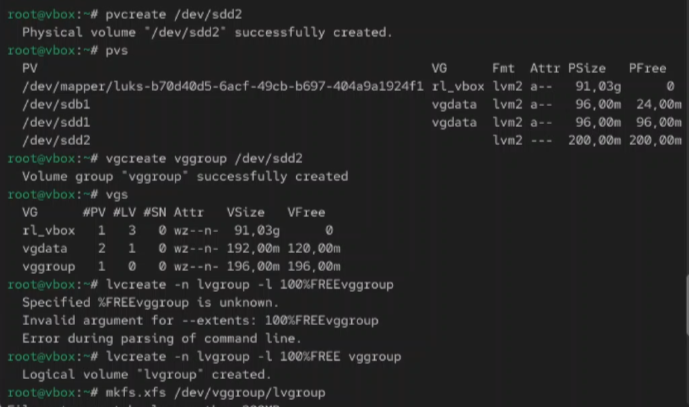 root@vbox:~# pvcreate /dev/sdd2
  Physical volume "/dev/sdd2" successfully created.
root@vbox:~# pvs
  PV                                                    VG      Fmt  Attr PSize   PFree
  /dev/mapper/luks-b70d40d5-6acf-49cb-b697-404a9a1924f1 rl_vbox lvm2 a--   91,03g      0
  /dev/sdb1                                             vgdata  lvm2 a--   96,00m  24,00m
  /dev/sdd1                                             vgdata  lvm2 a--   96,00m  96,00m
  /dev/sdd2                                                     lvm2 ---  200,00m 200,00m
root@vbox:~# vgcreate vggroup /dev/sdd2
  Volume group "vggroup" successfully created
root@vbox:~# vgs
  VG      #PV #LV #SN Attr   VSize   VFree
  rl_vbox   1   3   0 wz--n-  91,03g      0
  vgdata    2   1   0 wz--n- 192,00m 120,00m
  vggroup   1   0   0 wz--n- 196,00m 196,00m
root@vbox:~# lvcreate -n lvgroup -l 100%FREEvggroup
  Specified %FREEvggroup is unknown.
  Invalid argument for --extents: 100%FREEvggroup
  Error during parsing of command line.
root@vbox:~# lvcreate -n lvgroup -l 100%FREE vggroup
  Logical volume "lvgroup" created.
root@vbox:~# mkfs.xfs /dev/vggroup/lvgroup